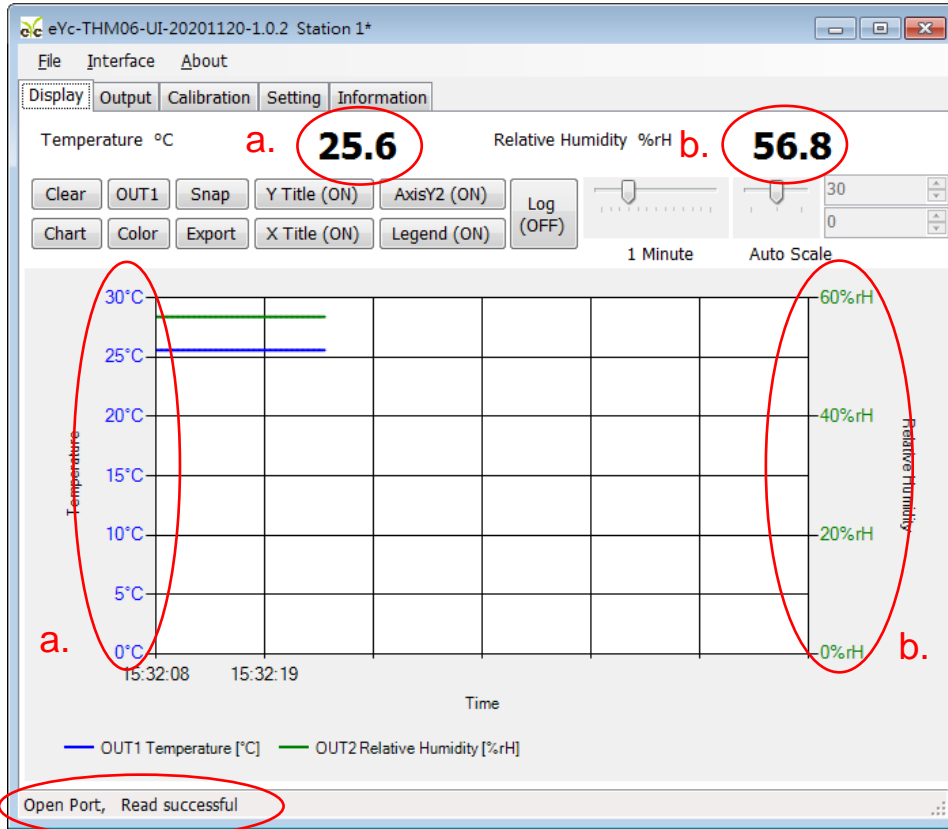 eYc eYc-THM06-UI-20201120-1.0.2 Station 1*
File Interface About
Display Output Calibration Setting Information
Temperature °C a. 25.6 Relative Humidity %rH b. 56.8
Clear OUT1 Snap Y Title (ON) AxisY2 (ON) Log (OFF) 30
Chart Color Export X Title (ON) Legend (ON) 0
1 Minute Auto Scale
30°C 60%rH
25°C
20°C 40%rH
Temperature
Relative Humidity
15°C
10°C 20%rH
5°C
a. 0°C 0%rH b.
15:32:08 15:32:19
Time
OUT1 Temperature [°C] OUT2 Relative Humidity [%rH]
Open Port, Read successful